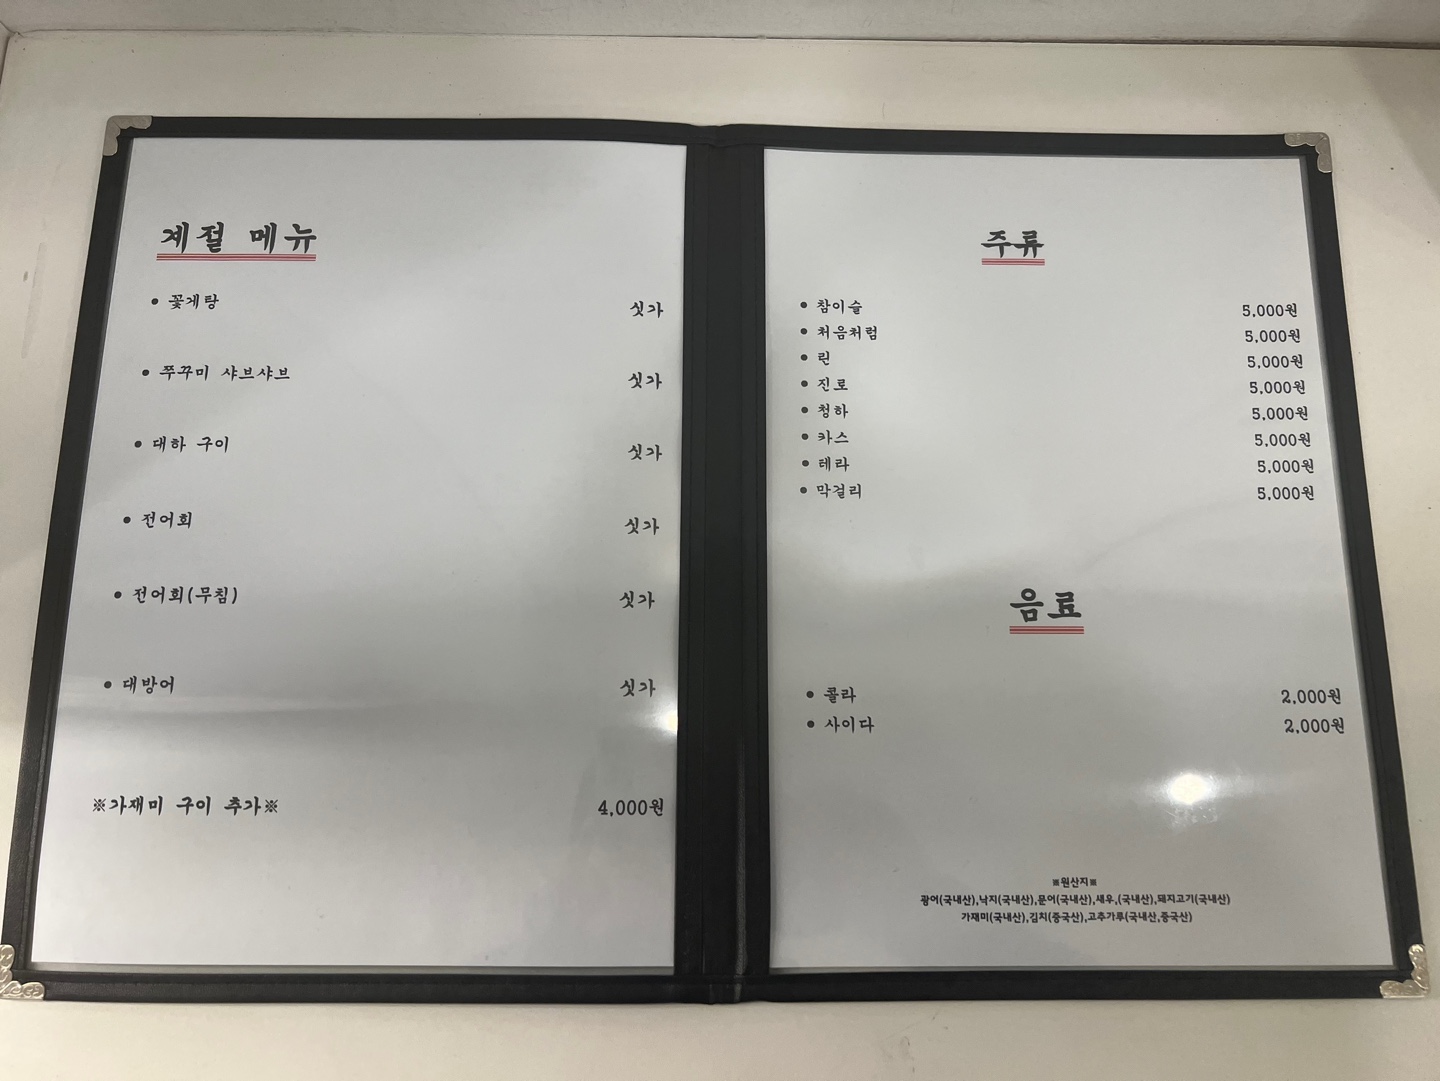 계절 메뉴
• 꽃게탕 싯가
• 쭈꾸미 샤브샤브 싯가
• 대하 구이 싯가
• 전어회 싯가
• 전어회(무침) 싯가
• 대방어 싯가
※가재미 구이 추가※ 4,000원
주류
• 참이슬 5,000원
• 처음처럼 5,000원
• 린 5,000원
• 진로 5,000원
• 청하 5,000원
• 카스 5,000원
• 테라 5,000원
• 막걸리 5,000원
음료
• 콜라 2,000원
• 사이다 2,000원
※원산지※
광어(국내산),낙지(국내산),문어(국내산),새우,(국내산),돼지고기(국내산)
가재미(국내산),김치(중국산),고추가루(국내산,중국산)